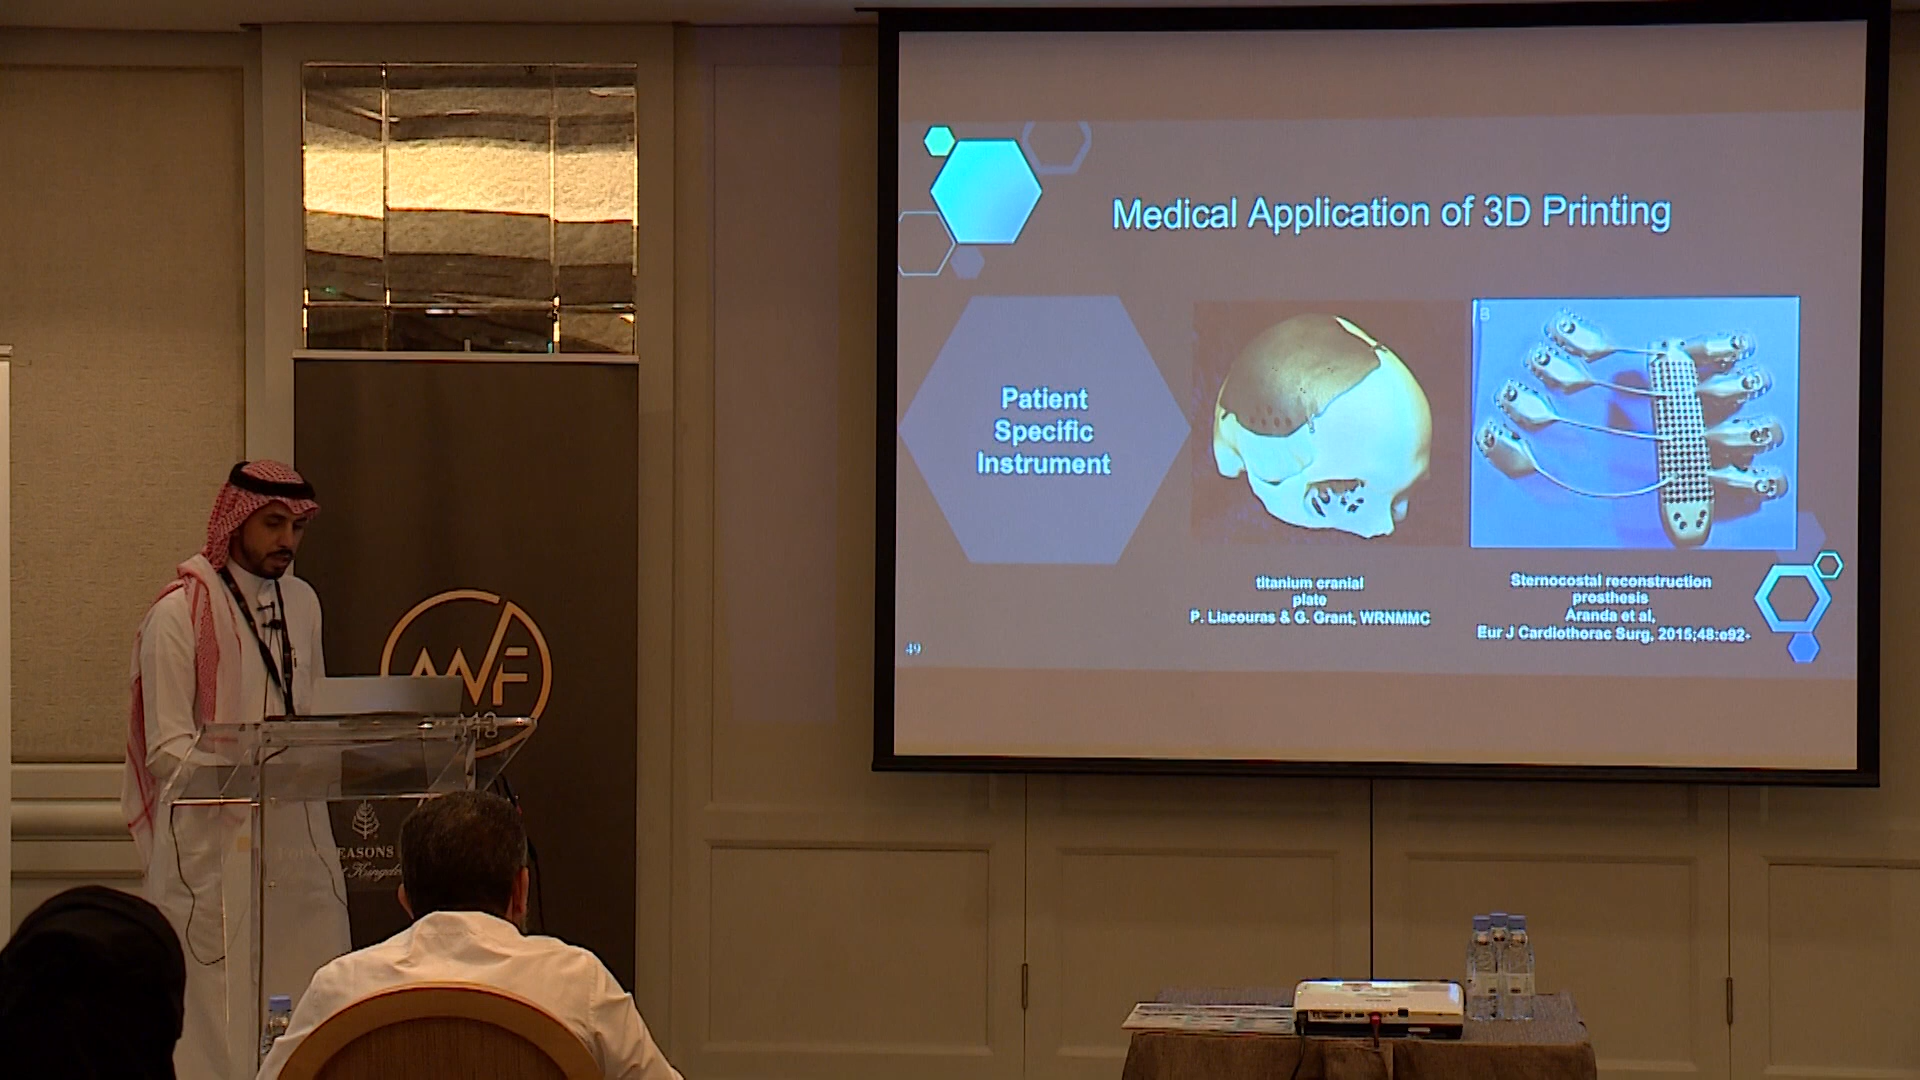 Medical Application of 3D Printing
Patient
Specific
Instrument
B
titanium cranial
plate
P. Liacouras & G. Grant, WRNMMC
Sternocostal reconstruction
prosthesis
Aranda et al,
Eur J Cardiothorac Surg, 2015;48:e92-
49